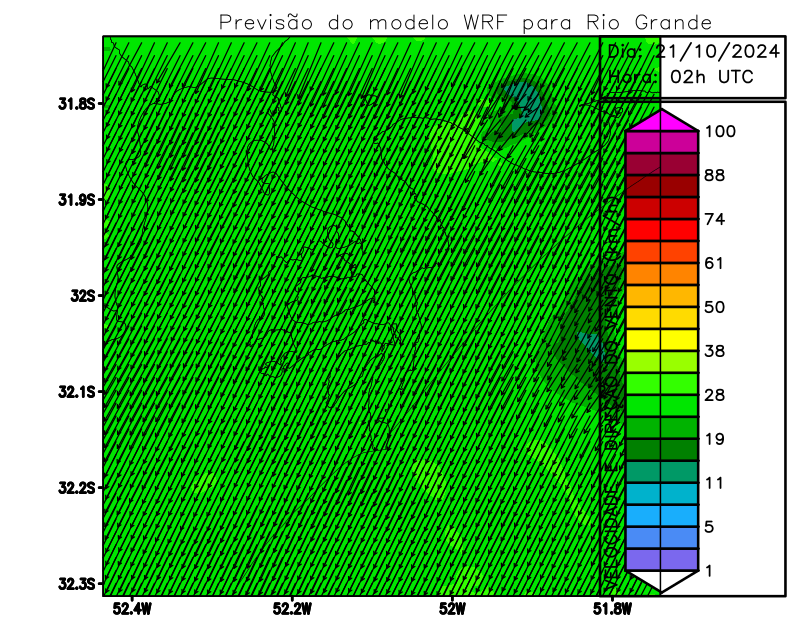 Previsão do modelo WRF para Rio Grande
Dia: 21/10/2024
Hora: 02h UTC
31.8S
31.9S
32S
32.1S
32.2S
32.3S
52.4W
52.2W
52W
51.8W
VELOCIDADE E DIREÇÃO DO VENTO (km/h)
100
88
74
61
50
38
28
19
11
5
1